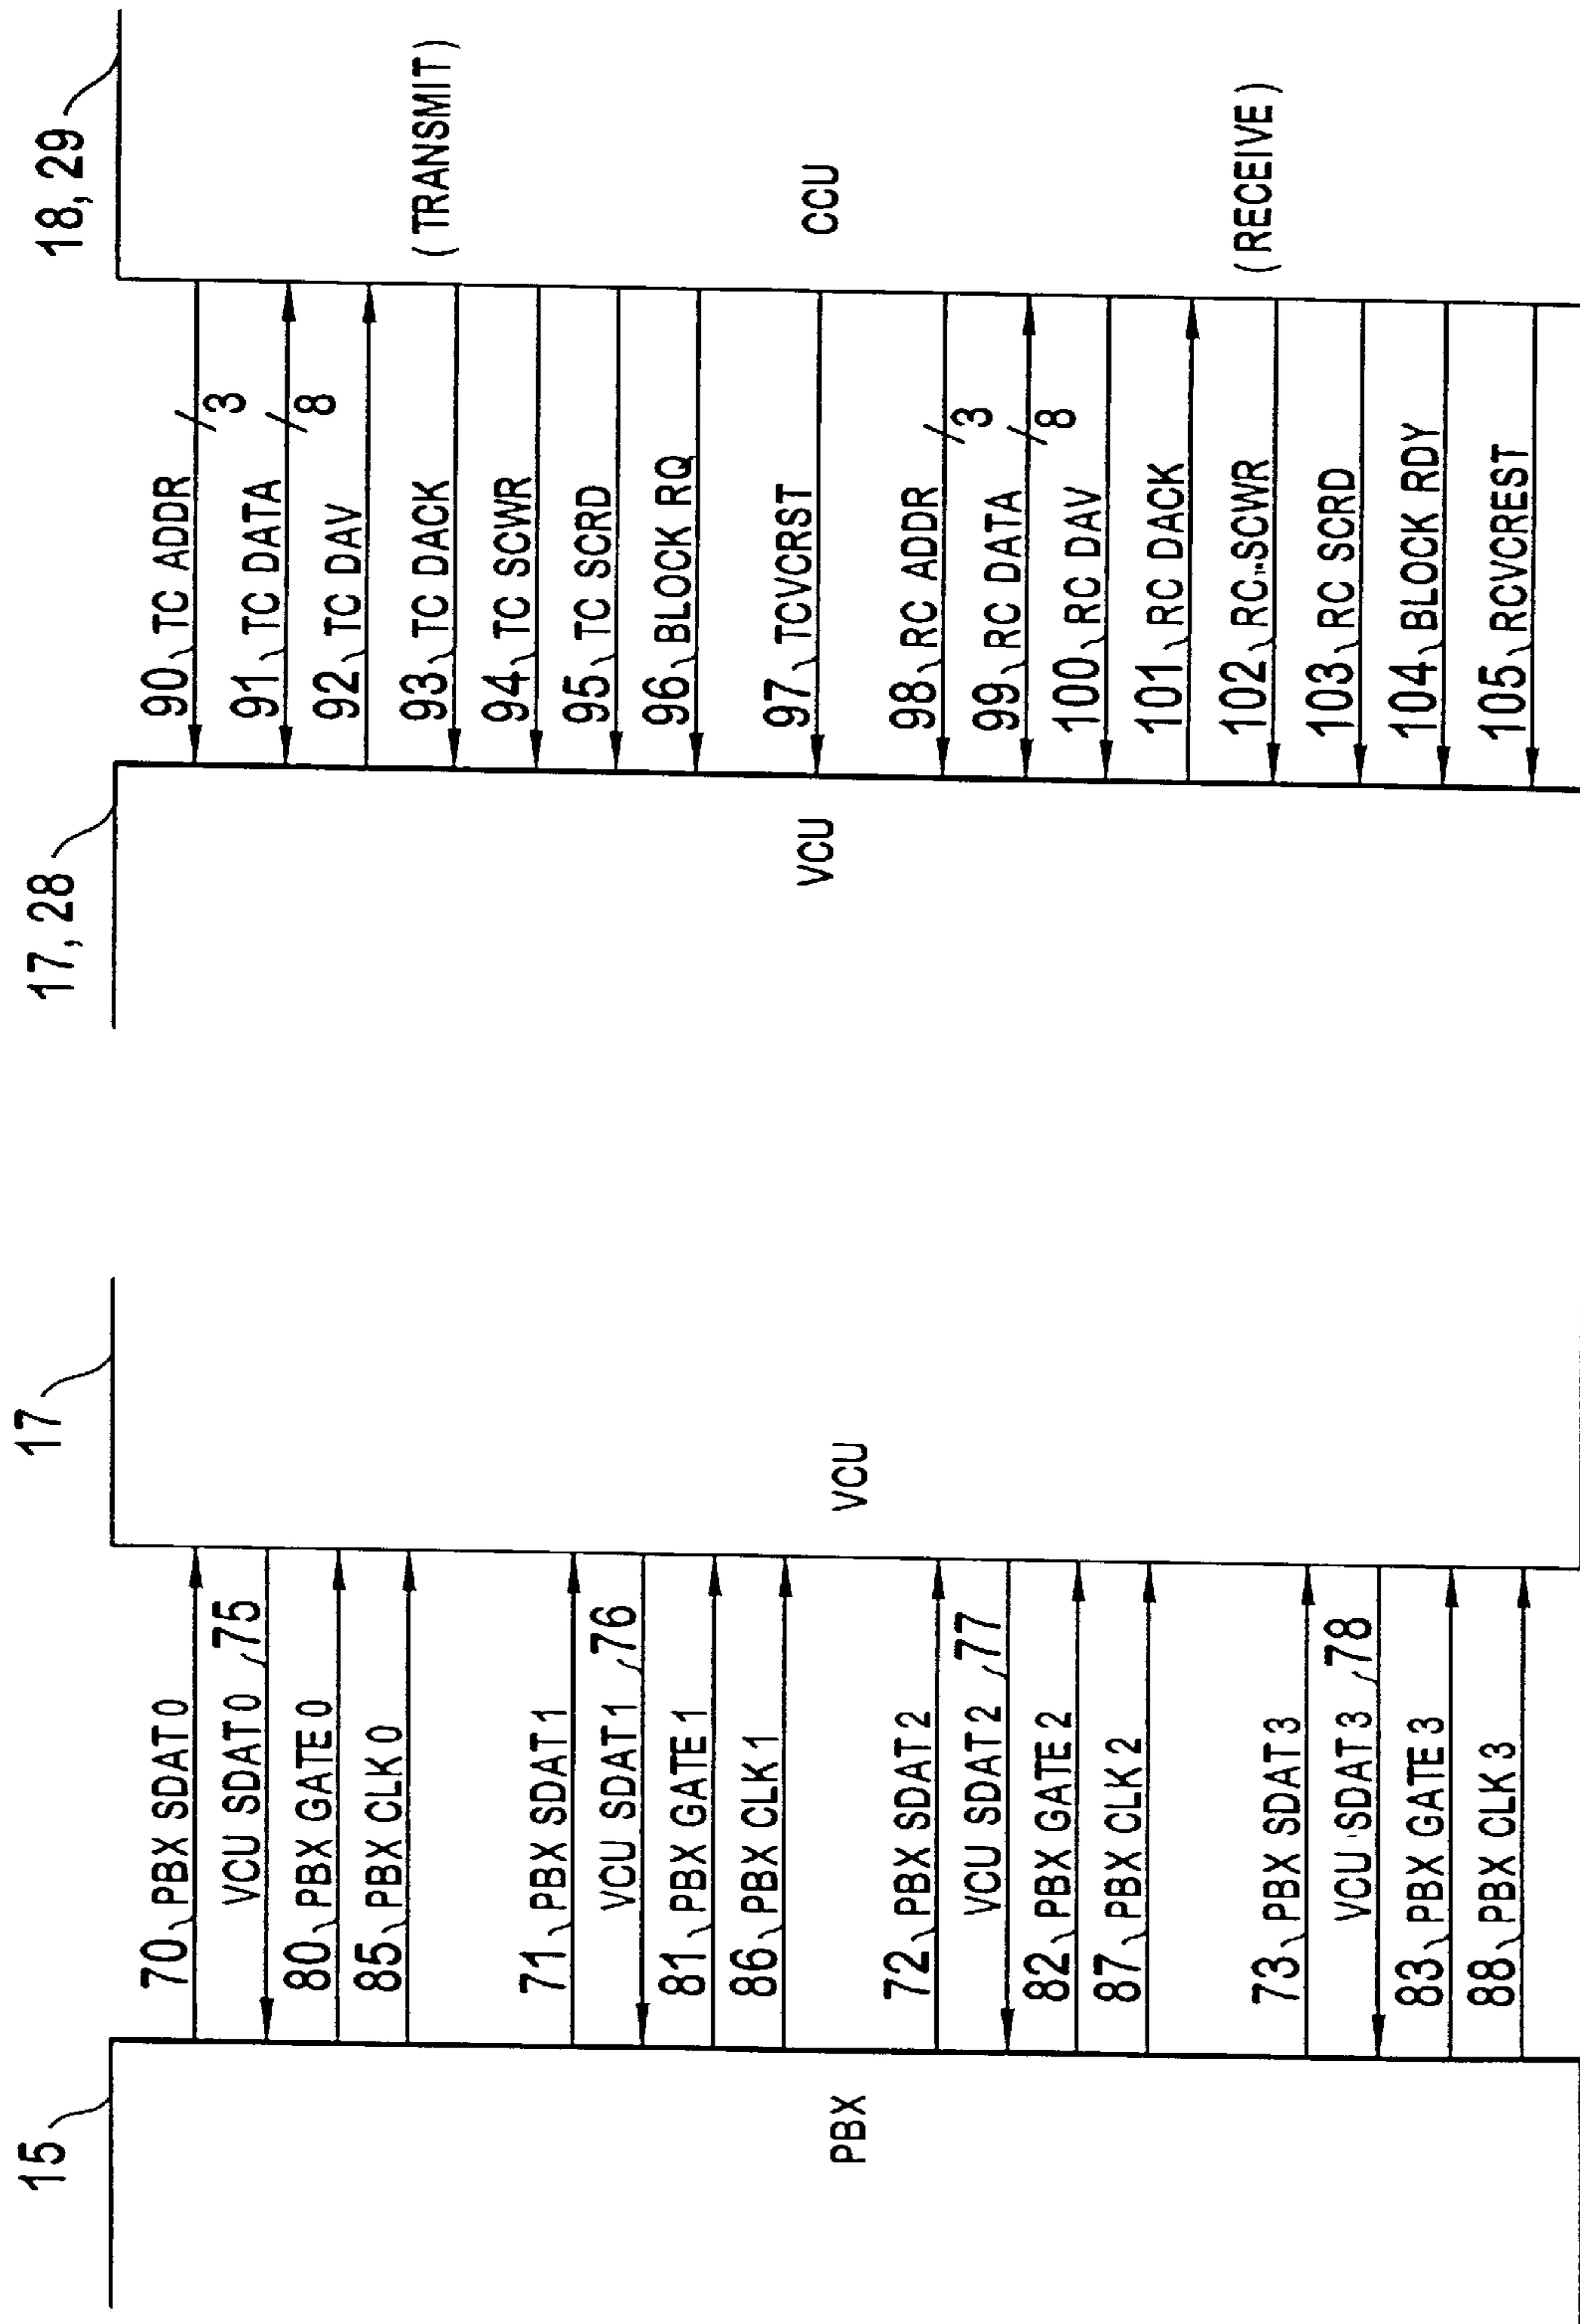 15
17
70 PBX SDAT 0
VCU SDAT 0 75
80 PBX GATE 0
85 PBX CLK 0
71 PBX SDAT 1
VCU SDAT 1 76
81 PBX GATE 1
86 PBX CLK 1
PBX
VCU
72 PBX SDAT 2
VCU SDAT 2 77
82 PBX GATE 2
87 PBX CLK 2
73 PBX SDAT 3
VCU SDAT 3 78
83 PBX GATE 3
88 PBX CLK 3
17, 28
18, 29
90 TC ADDR 3
91 TC DATA 8
92 TC DAV
(TRANSMIT)
93 TC DACK
94 TC SCWR
95 TC SCRD
96 BLOCK RQ
VCU
CCU
97 TCVCRST
98 RC ADDR 3
99 RC DATA 8
100 RC DAV
101 RC DACK
(RECEIVE)
102 RC SCWR
103 RC SCRD
104 BLOCK RDY
105 RCVCREST